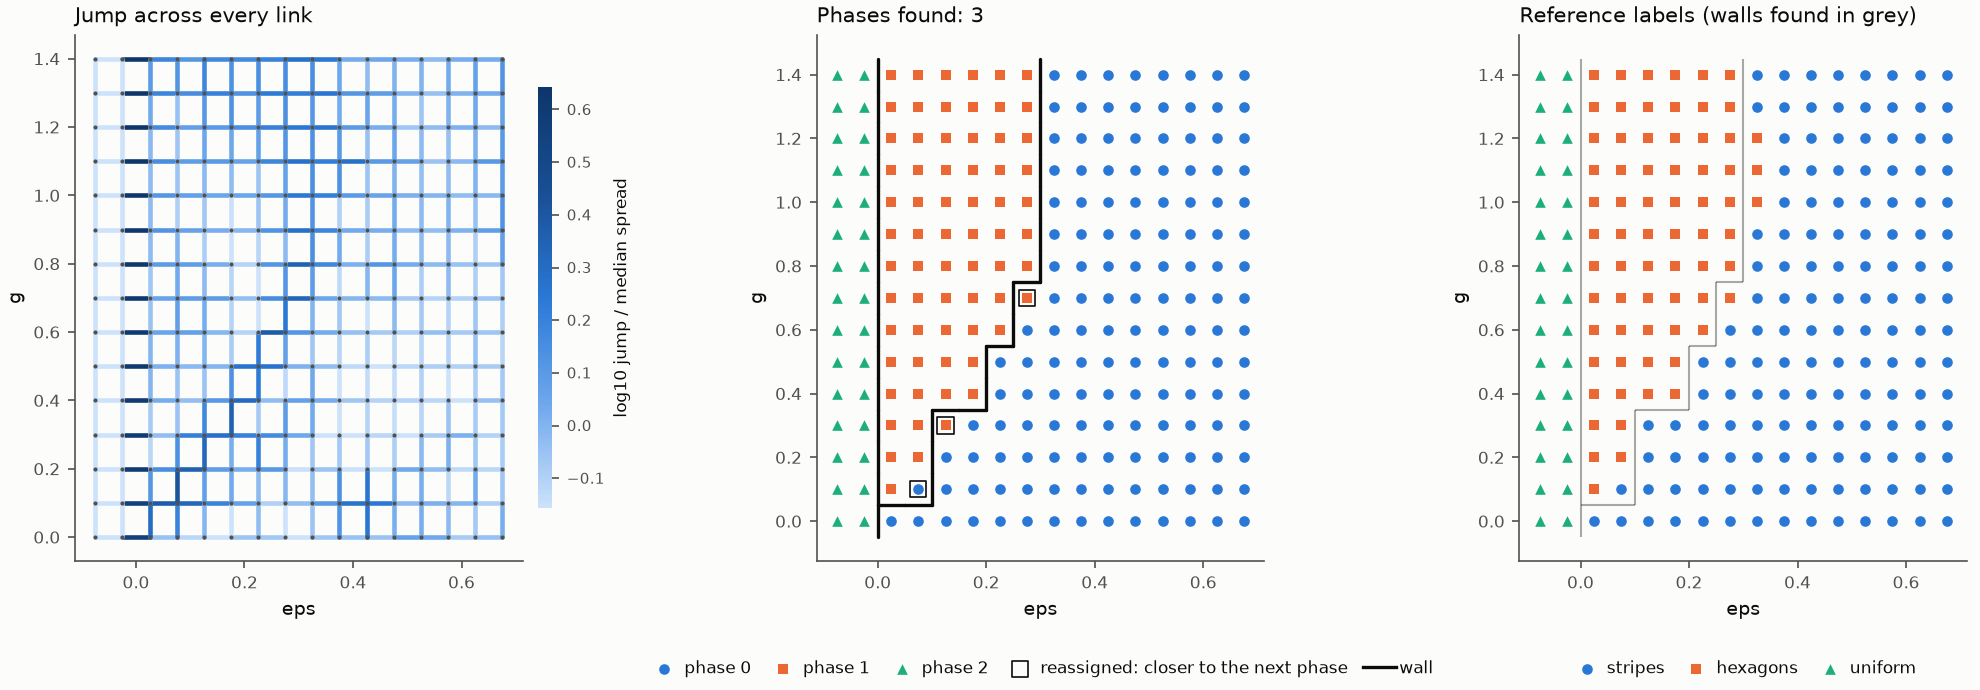 Jump across every link
1.4
1.2
1.0
0.8
0.6
0.4
0.2
0.0
g
0.0
0.2
0.4
0.6
eps
0.6
0.5
0.4
0.3
0.2
0.1
0.0
−0.1
log10 jump / median spread
Phases found: 3
1.4
1.2
1.0
0.8
0.6
0.4
0.2
0.0
g
0.0
0.2
0.4
0.6
eps
phase 0
phase 1
phase 2
reassigned: closer to the next phase
wall
Reference labels (walls found in grey)
1.4
1.2
1.0
0.8
0.6
0.4
0.2
0.0
g
0.0
0.2
0.4
0.6
eps
stripes
hexagons
uniform